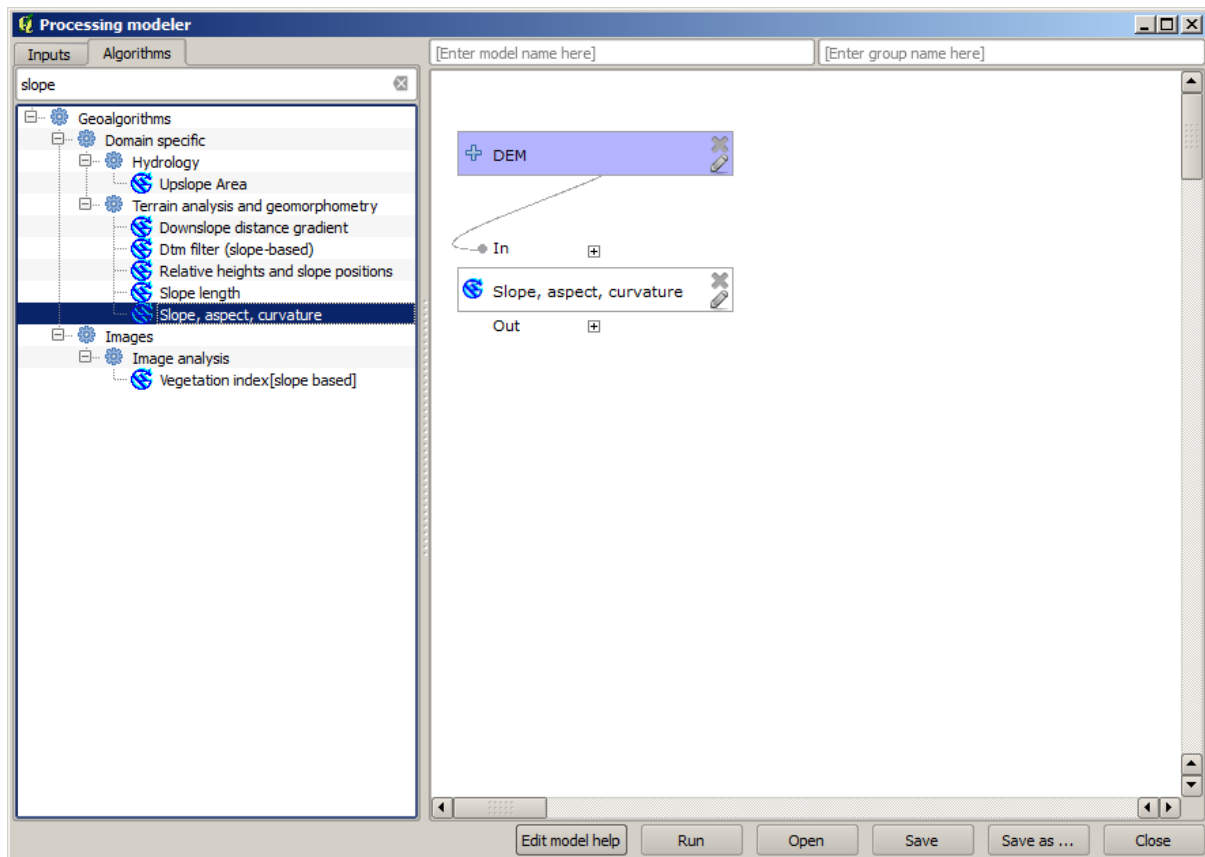 Processing modeler
Inputs
Algorithms
[Enter model name here]
[Enter group name here]
slope
Geoalgorithms
Domain specific
Hydrology
Upslope Area
Terrain analysis and geomorphometry
Downslope distance gradient
Dtm filter (slope-based)
Relative heights and slope positions
Slope length
Slope, aspect, curvature
Images
Image analysis
Vegetation index[slope based]
DEM
In
Slope, aspect, curvature
Out
Edit model help
Run
Open
Save
Save as ...
Close